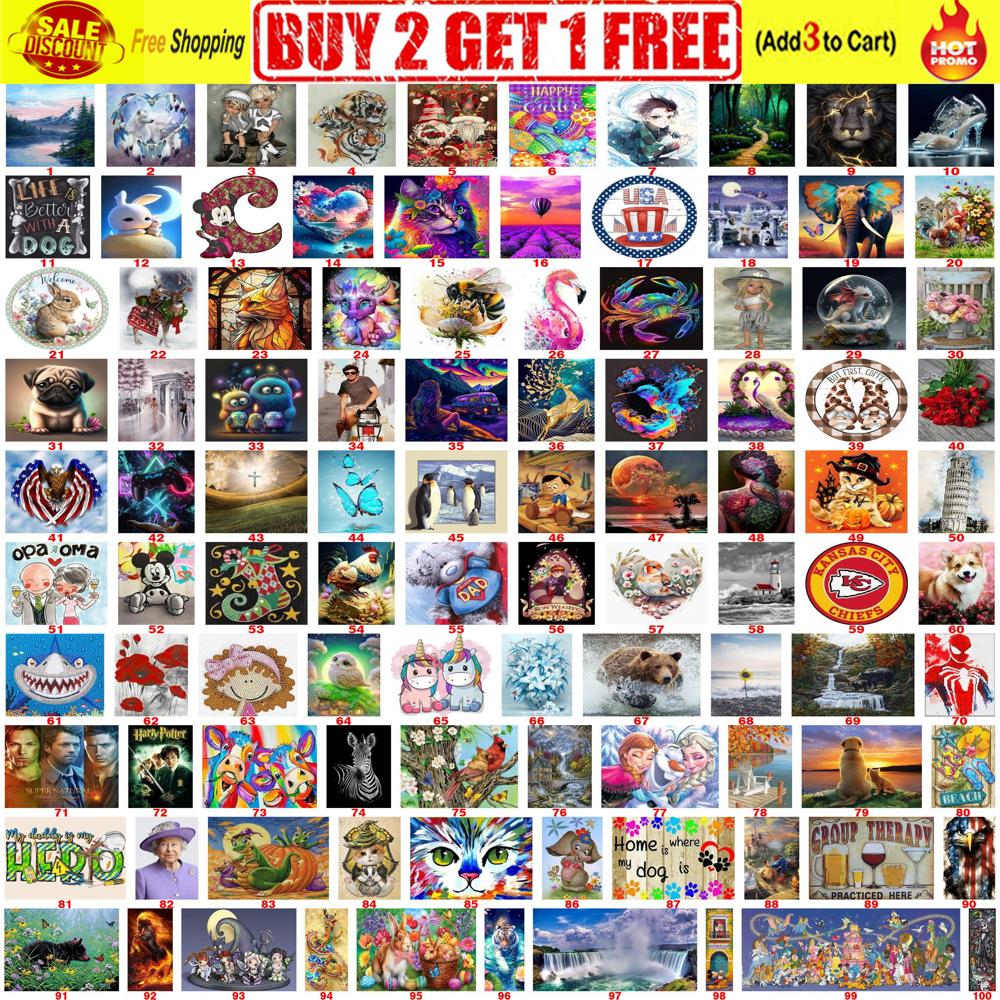 SALE
DISCOUNT
Free Shopping
BUY 2 GET 1 FREE
(Add 3 to Cart)
HOT
PROMO
HAPPY
Easter
1 2 3 4 5 6 7 8 9 10
LIFE is
Better
WITH A
DOG
USA
11 12 13 14 15 16 17 18 19 20
Welcome
21 22 23 24 25 26 27 28 29 30
BUT FIRST, COFFEE
31 32 33 34 35 36 37 38 39 40
41 42 43 44 45 46 47 48 49 50
OPA OMA
DAD
RON WEASLEY
KANSAS CITY
KC
CHIEFS
51 52 53 54 55 56 57 58 59 60
61 62 63 64 65 66 67 68 69 70
SUPERNATURAL
Harry Potter
BEACH
71 72 73 74 75 76 77 78 79 80
My daddy is my
HERO
Home is where
my dog is
GROUP THERAPY
PRACTICED HERE
81 82 83 84 85 86 87 88 89 90
91 92 93 94 95 96 97 98 99 100